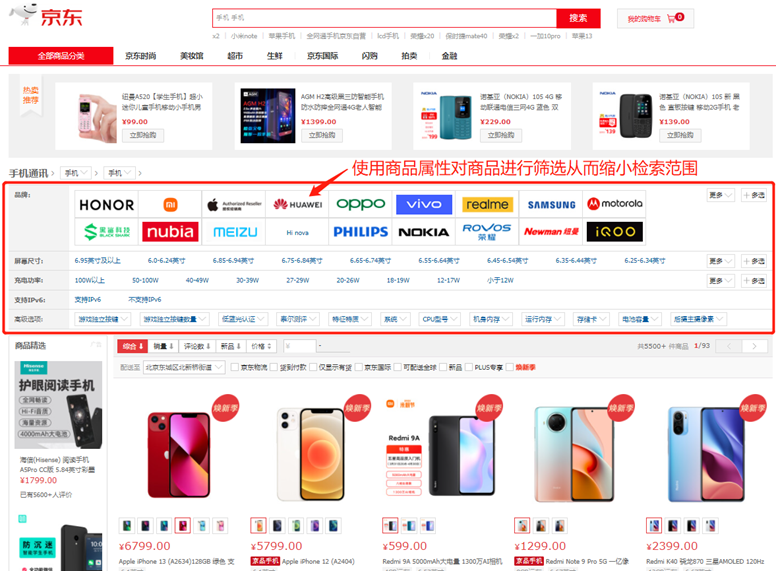 京东
手机 手机
搜索
我的购物车 0
v2 小米note 苹果手机 全网通手机京东自营 lcd手机 荣耀x20 保时捷mate40 荣耀x2 一加10pro 苹果13
全部商品分类 京东时尚 美妆馆 超市 生鲜 京东国际 闪购 拍卖 金融
热卖推荐
纽曼A520【学生手机】超小
迷你儿童手机移动小手机男
¥99.00
立即抢购
AGM H2高级黑三防智能手机
防水防摔全网通4G老人智能
¥1399.00
立即抢购
诺基亚（NOKIA）105 4G 移
动联通电信三网4G 蓝色 双
¥229.00
立即抢购
诺基亚（NOKIA）105 新 黑
色 直板按键 移动2G手机 老
¥139.00
立即抢购
手机通讯 > 手机 > 手机 >
使用商品属性对商品进行筛选从而缩小检索范围
品牌：
HONOR
Authorized Reseller
HUAWEI
oppo
vivo
realme
SAMSUNG
motorola
更多 + 多选
黑鲨科技
BLACK SHARK
nubia
MEIZU
Hi nova
PHILIPS
NOKIA
ROVOS
荣耀
Newman 纽曼
iQOO
屏幕尺寸： 6.95英寸及以上 6.0-6.24英寸 6.85-6.94英寸 6.75-6.84英寸 6.65-6.74英寸 6.55-6.64英寸 6.45-6.54英寸 6.35-6.44英寸 6.25-6.34英寸 更多 + 多选
充电功率： 100W以上 50-100W 40-49W 30-39W 27-29W 20-26W 18-19W 12-17W 小于12W 更多 + 多选
支持IPv6： 支持IPv6 不支持IPv6
高级选项： 游戏独立按键 游戏独立按键数量 低蓝光认证 泰尔测评 特征特质 系统 CPU型号 机身内存 运行内存 存储卡 电池容量 后摄主摄像素
商品精选
综合 销量 评论数 新品 价格 ¥ -
共5500+ 件商品 1/93 < >
配送至 北京东城区北新桥街道 京东物流 货到付款 仅显示有货 京东国际 可配送全球 新品 PLUS专享 焕新季
Hisense
护眼阅读手机
全网畅读
Hi-Fi音质
海量资源
4000mAh大电池
海信(Hisense) 阅读手机
A5Pro CC版 5.84英寸彩墨
¥1799.00
已有5600+人评价
防沉迷
焕新季
焕新季
焕新季
焕新季
焕新季
Redmi 9A
¥6799.00
Apple iPhone 13 (A2634)128GB 绿色 支
¥5799.00
京品手机 Apple iPhone 12 (A2404)
¥599.00
Redmi 9A 5000mAh大电量 1300万AI相机
¥1299.00
京品手机 Redmi Note 9 Pro 5G 一亿像
¥2399.00
Redmi K40 骁龙870 三星AMOLED 120Hz